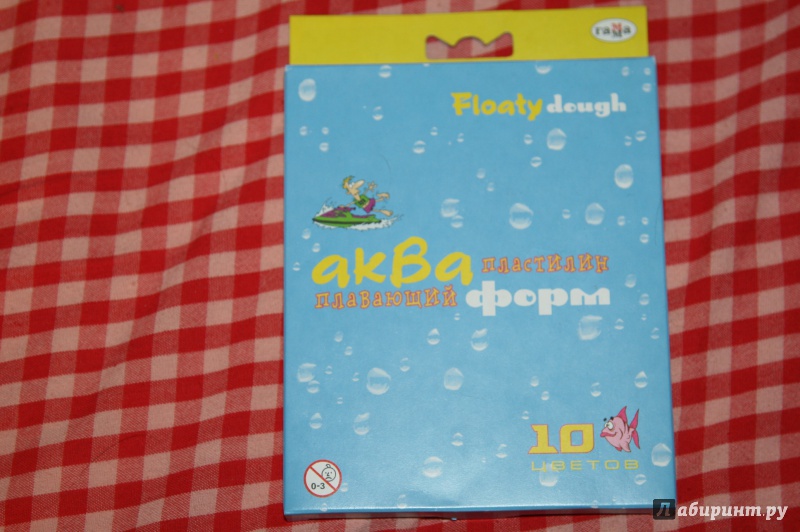 гамма
Floaty dough
аква пластилин
плавающий форм
10
цветов
0-3
Лабиринт.ру